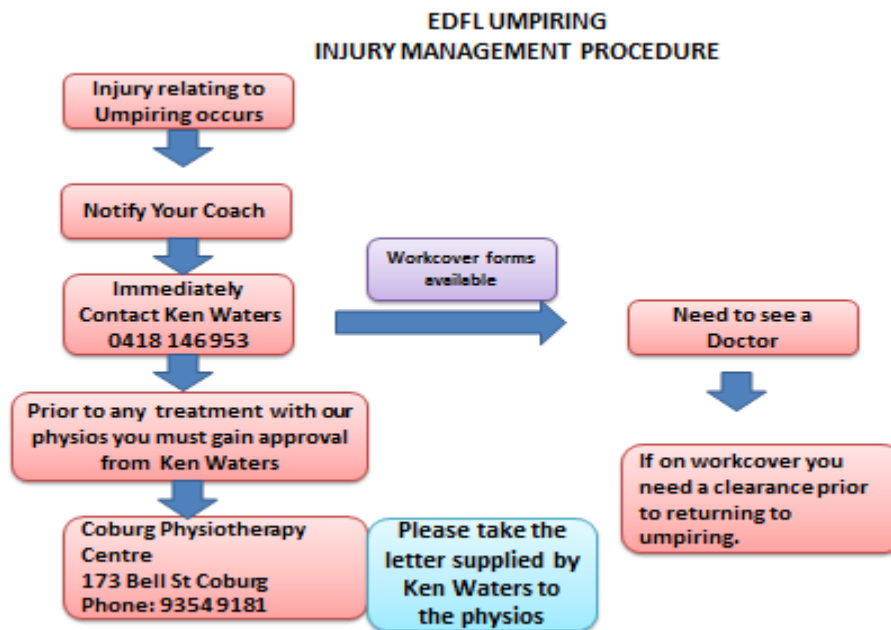 EDFL UMPIRING
INJURY MANAGEMENT PROCEDURE
Injury relating to
Umpiring occurs
Notify Your Coach
Immediately
Contact Ken Waters
0418 146 953
Workcover forms
available
Need to see a
Doctor
Prior to any treatment with our
physios you must gain approval
from Ken Waters
If on workcover you
need a clearance prior
to returning to
umpiring.
Coburg Physiotherapy
Centre
173 Bell St Coburg
Phone: 9354 9181
Please take the
letter supplied by
Ken Waters to
the physios